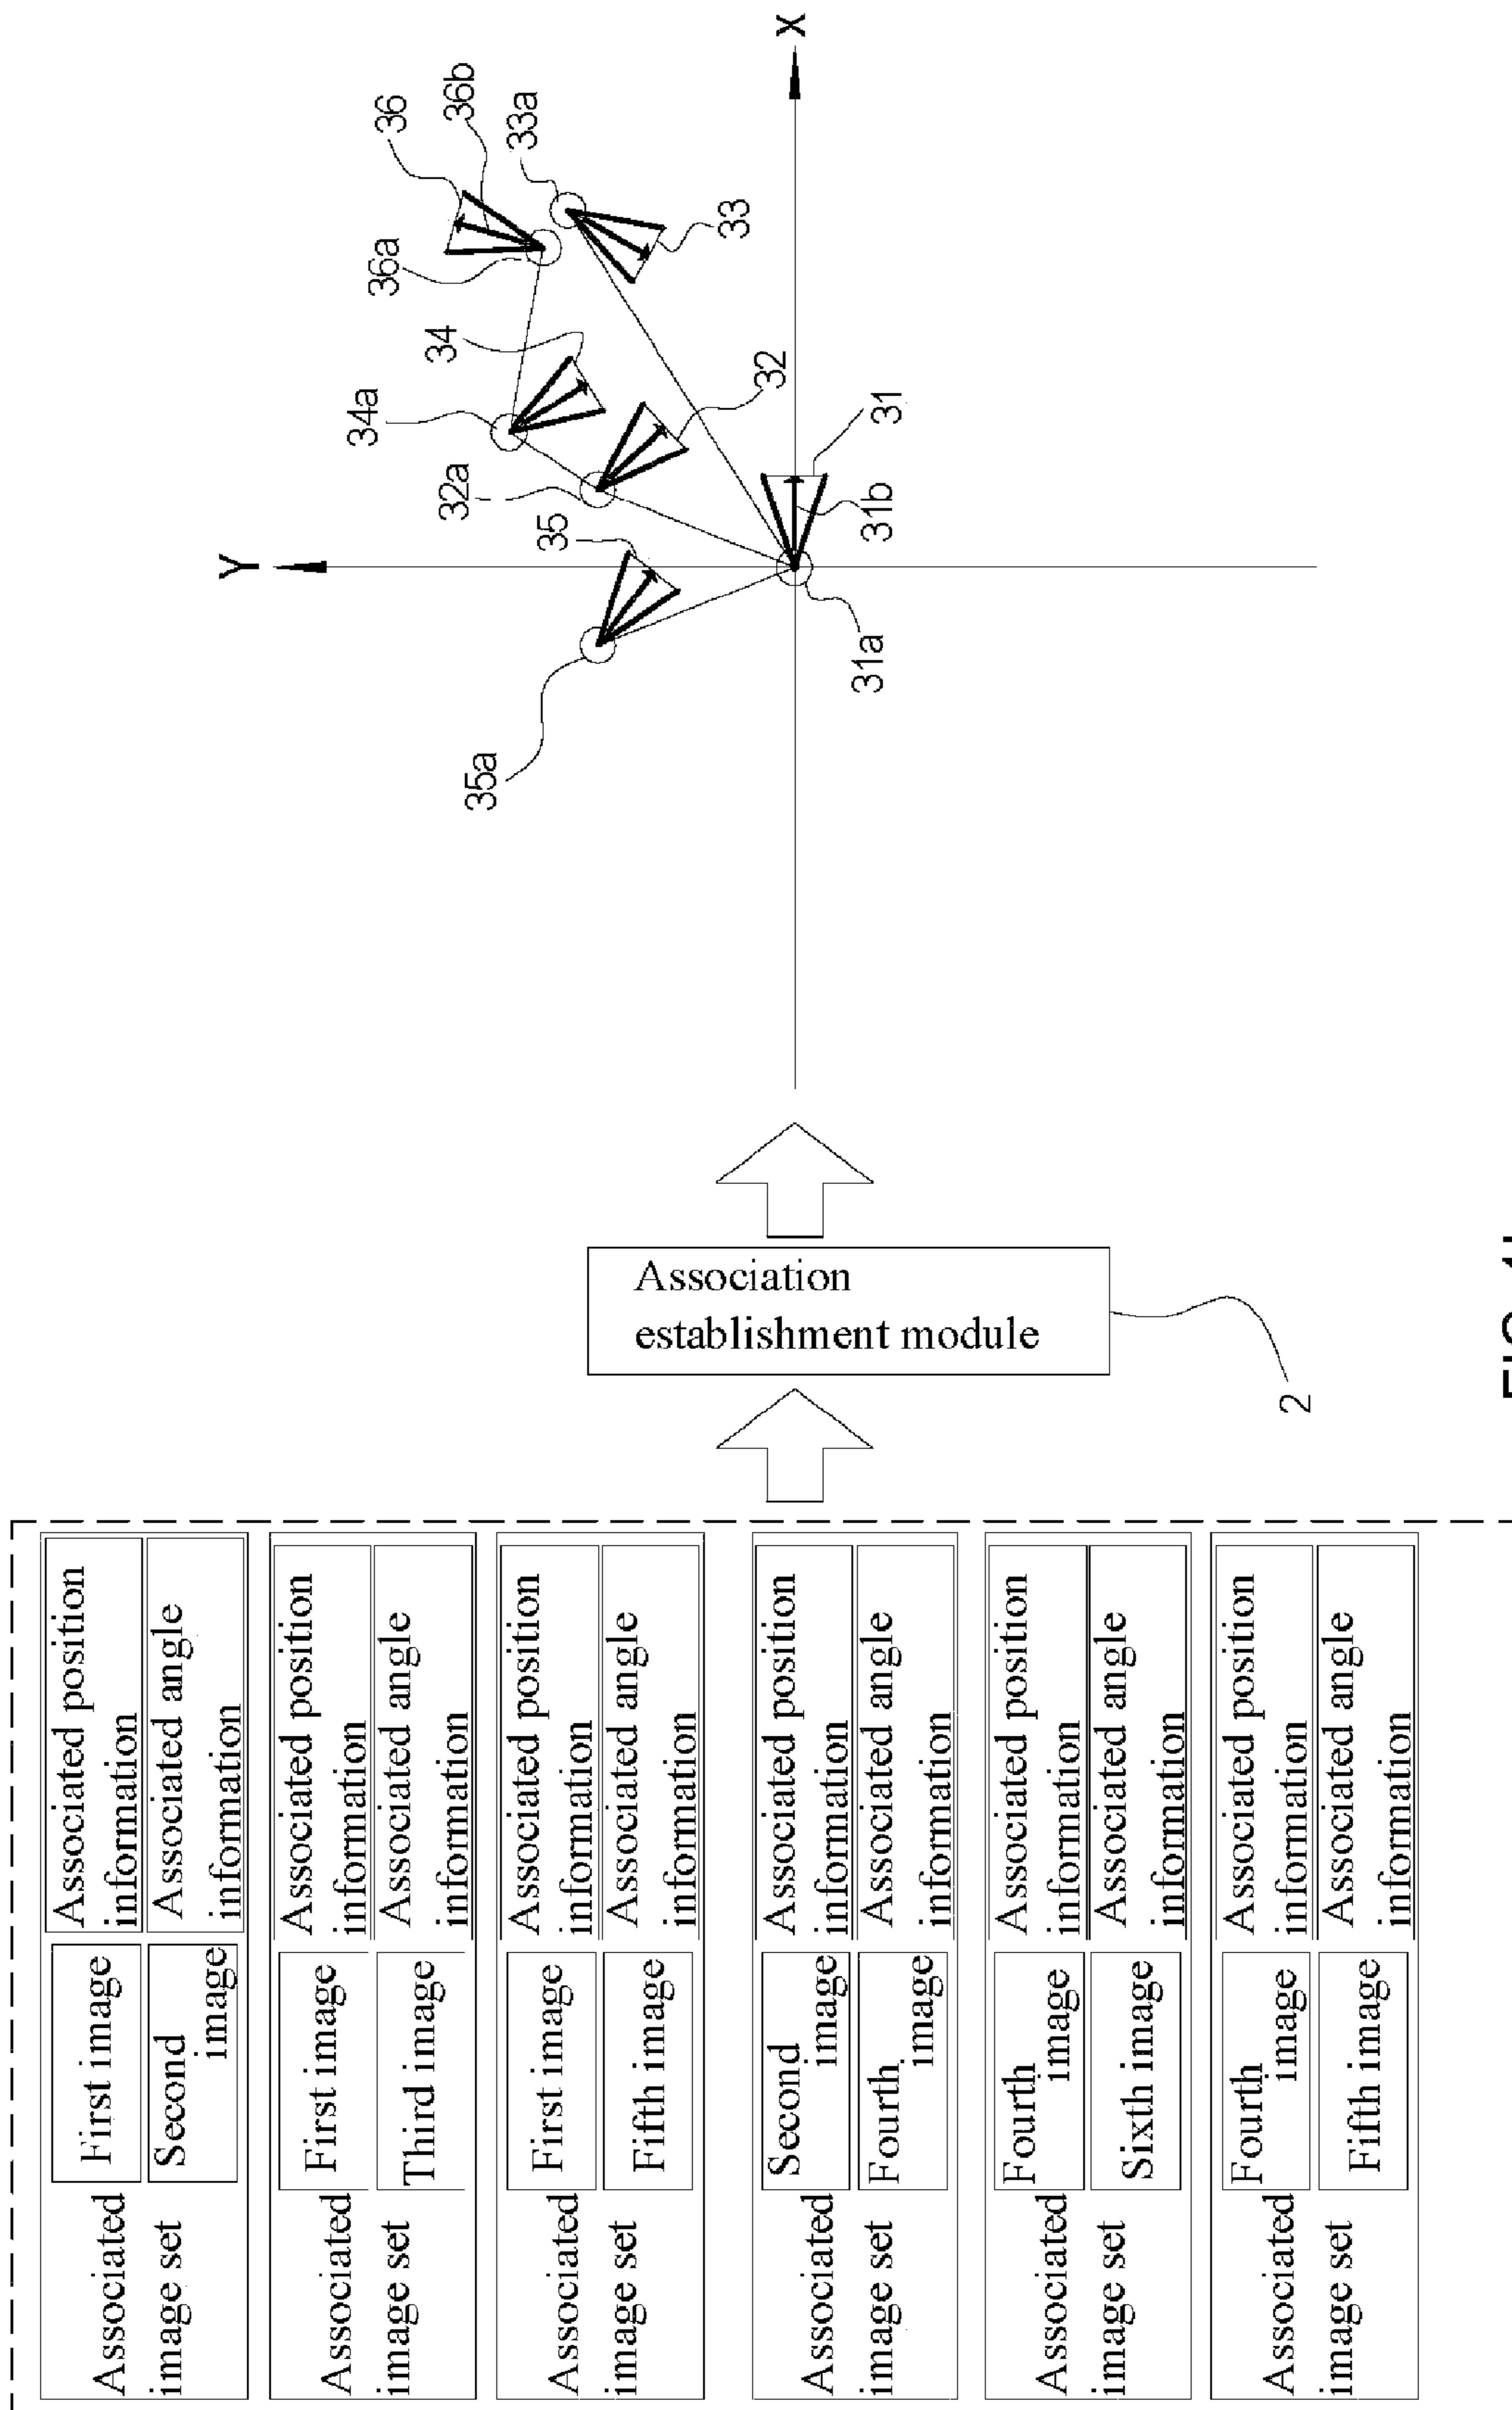 Associated
image set
First image
Second
image
Associated position
information
Associated angle
information
Associated
image set
First image
Third image
Associated position
information
Associated angle
information
Associated
image set
First image
Fifth image
Associated position
information
Associated angle
information
Associated
image set
Second
image
Fourth
image
Associated position
information
Associated angle
information
Associated
image set
Fourth
image
Sixth image
Associated position
information
Associated angle
information
Associated
image set
Fourth
image
Fifth image
Associated position
information
Associated angle
information
Association
establishment module
2
Y
X
36
36b
36a
33a
33
34
34a
32a
32
35
35a
31
31b
31a
FIG.